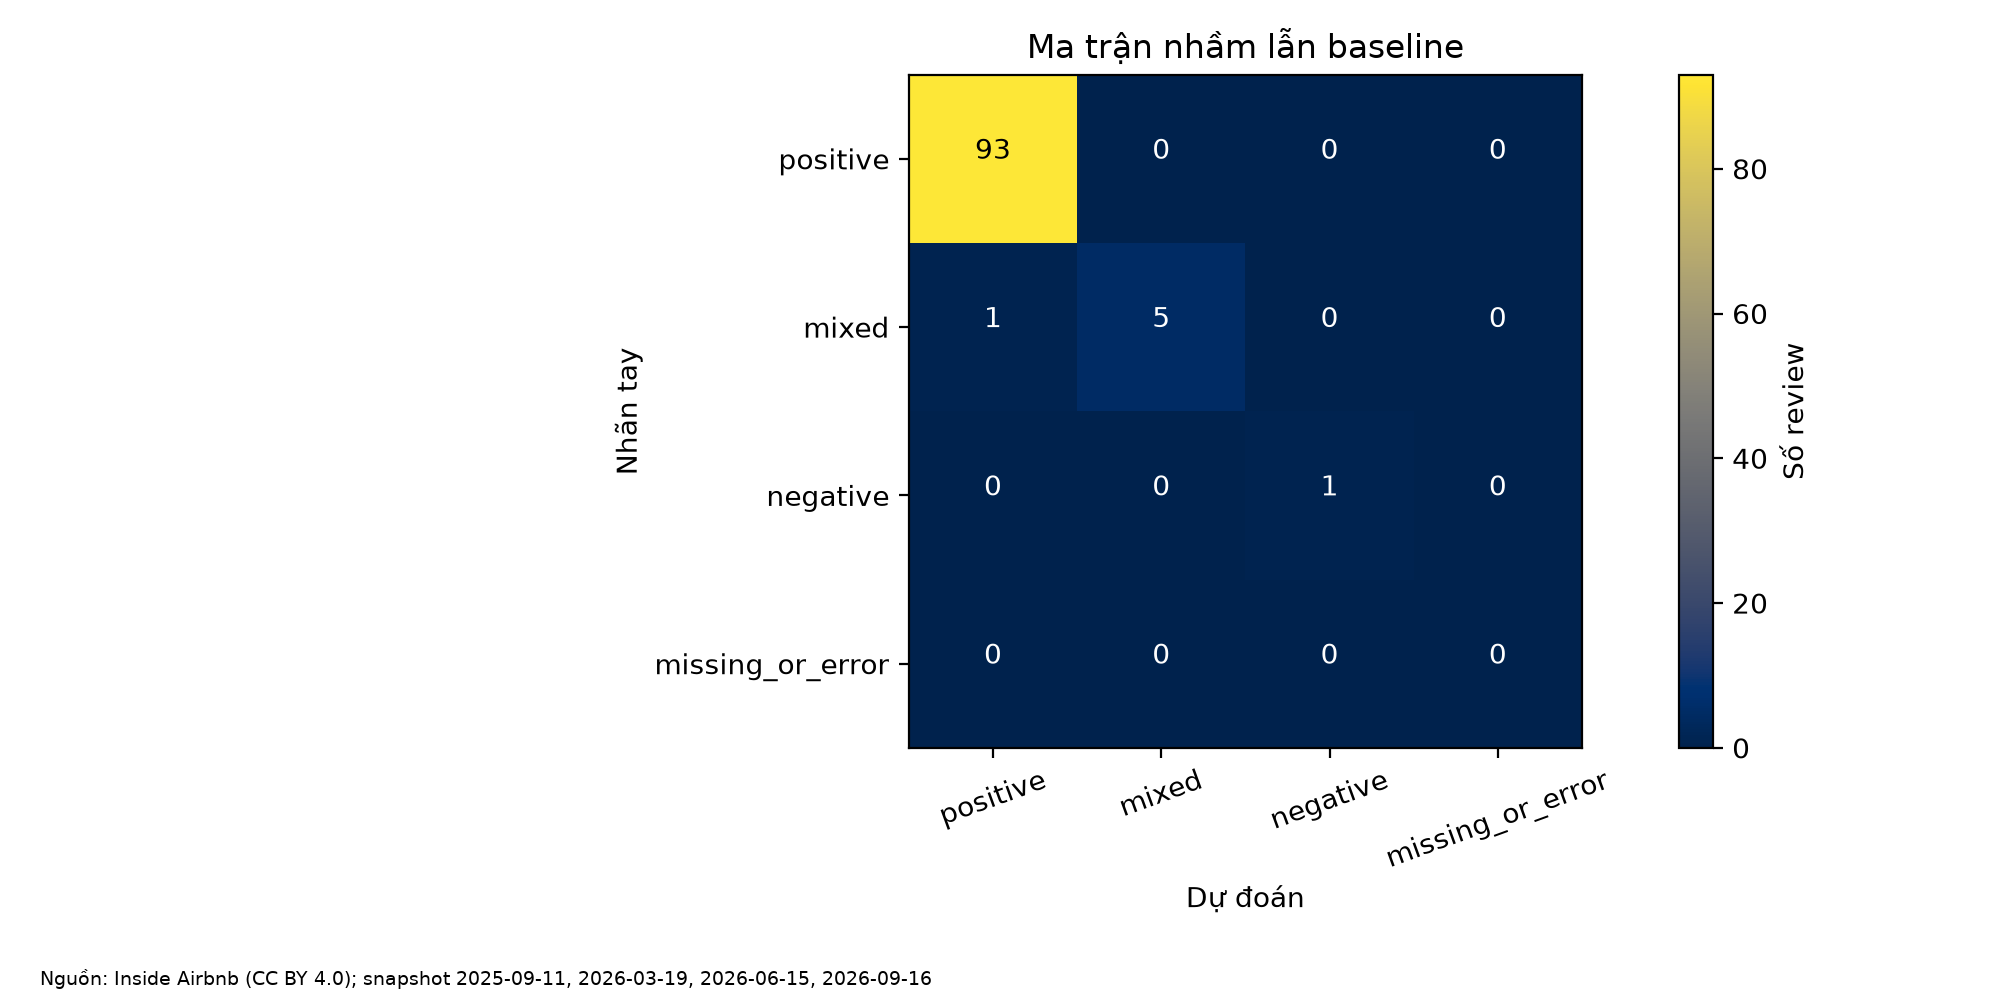 Ma trận nhầm lẫn baseline
positive
93
0
0
0
mixed
1
5
0
0
negative
0
0
1
0
missing_or_error
0
0
0
0
Nhãn tay
positive
mixed
negative
missing_or_error
Dự đoán
80
60
40
20
0
Số review
Nguồn: Inside Airbnb (CC BY 4.0); snapshot 2025-09-11, 2026-03-19, 2026-06-15, 2026-09-16